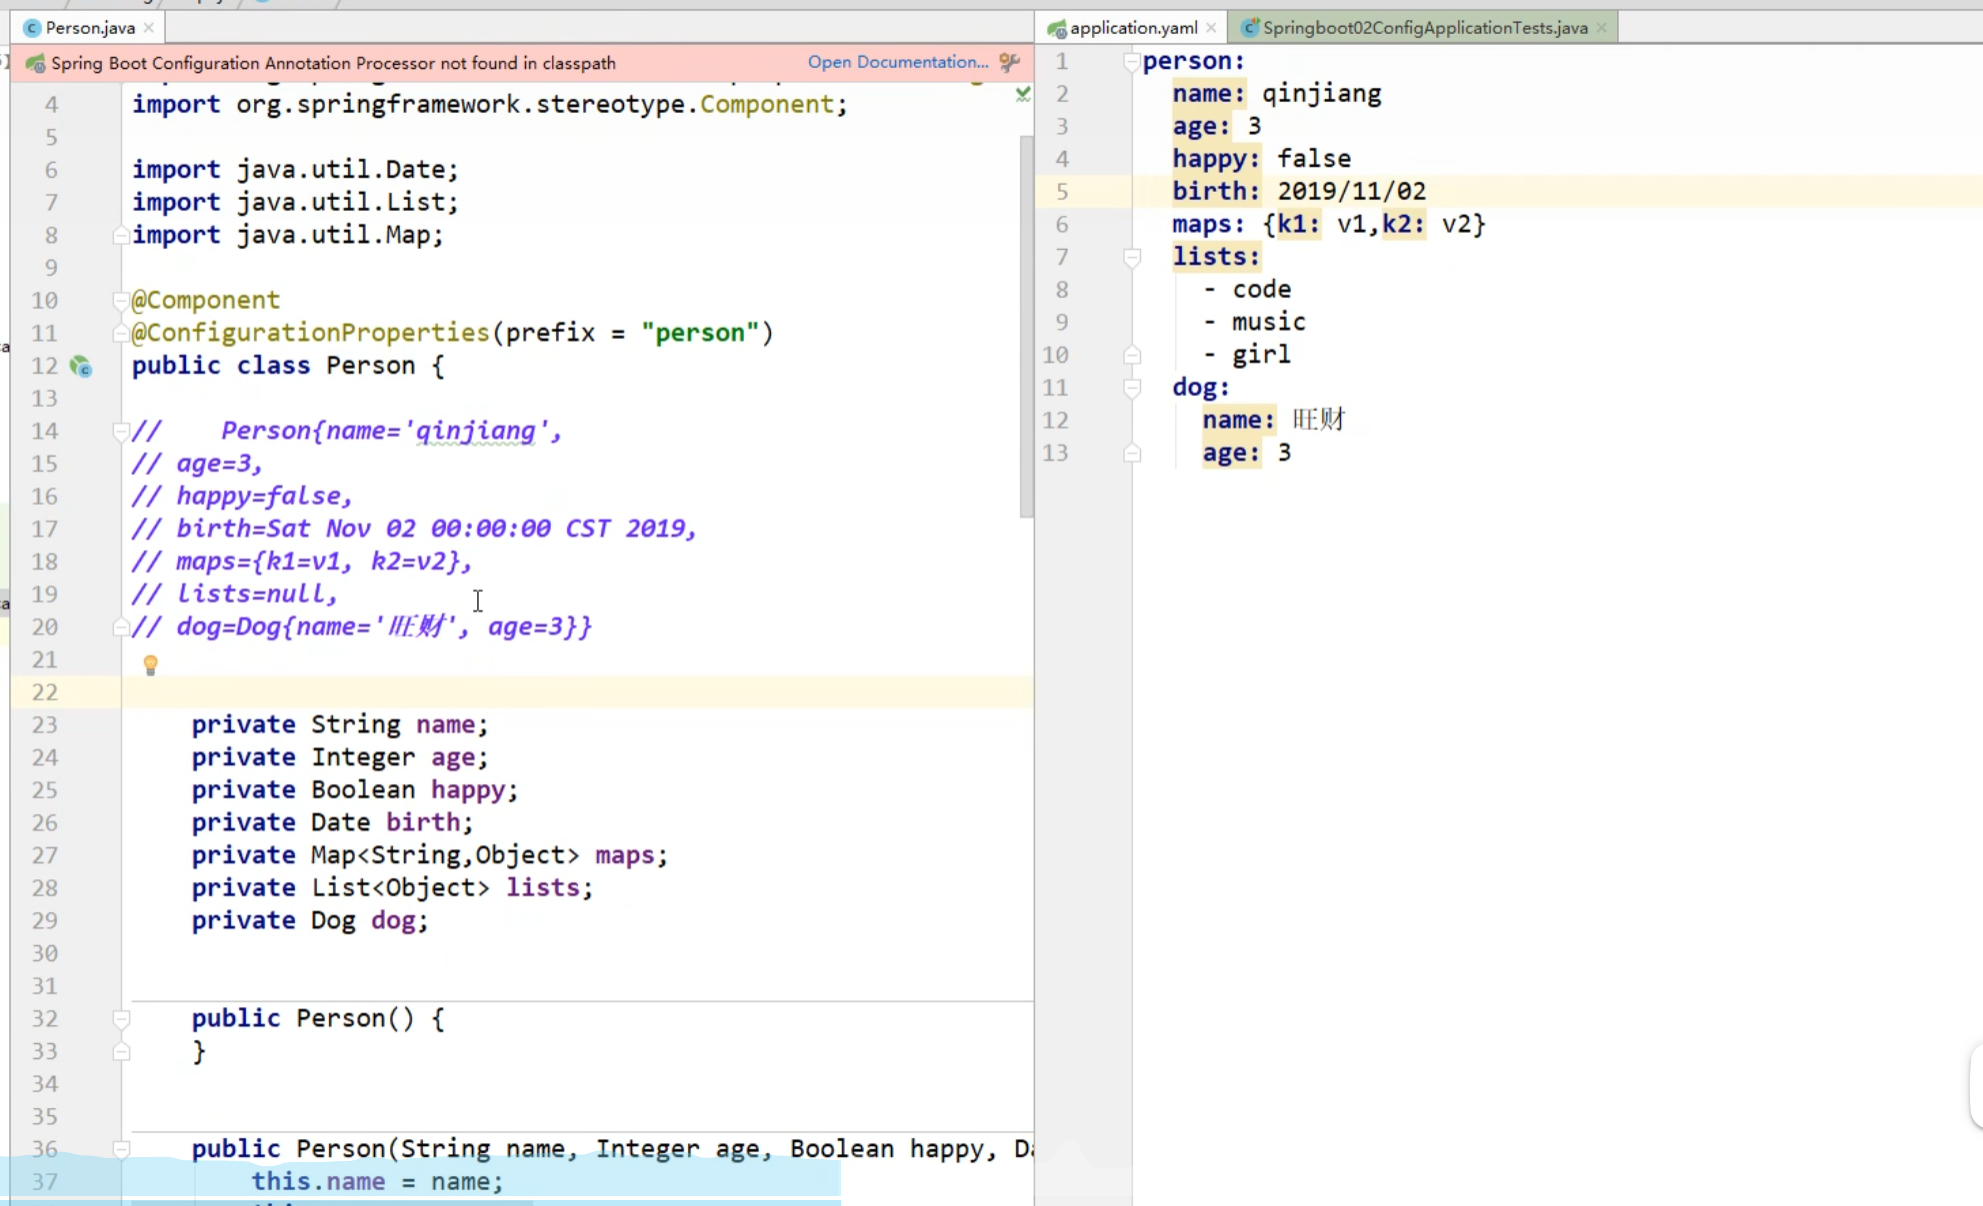 Person.java
Spring Boot Configuration Annotation Processor not found in classpath
Open Documentation...
4 import org.springframework.stereotype.Component;
5
6 import java.util.Date;
7 import java.util.List;
8 import java.util.Map;
9
10 @Component
11 @ConfigurationProperties(prefix = "person")
12 public class Person {
13
14 //    Person{name='qinjiang',
15 // age=3,
16 // happy=false,
17 // birth=Sat Nov 02 00:00:00 CST 2019,
18 // maps={k1=v1, k2=v2},
19 // lists=null,
20 // dog=Dog{name='旺财', age=3}}
21
22
23     private String name;
24     private Integer age;
25     private Boolean happy;
26     private Date birth;
27     private Map<String,Object> maps;
28     private List<Object> lists;
29     private Dog dog;
30
31
32     public Person() {
33     }
34
35
36     public Person(String name, Integer age, Boolean happy,
37         this.name = name;
application.yaml
Springboot02ConfigApplicationTests.java
1 person:
2   name: qinjiang
3   age: 3
4   happy: false
5   birth: 2019/11/02
6   maps: {k1: v1,k2: v2}
7   lists:
8     - code
9     - music
10     - girl
11   dog:
12     name: 旺财
13     age: 3